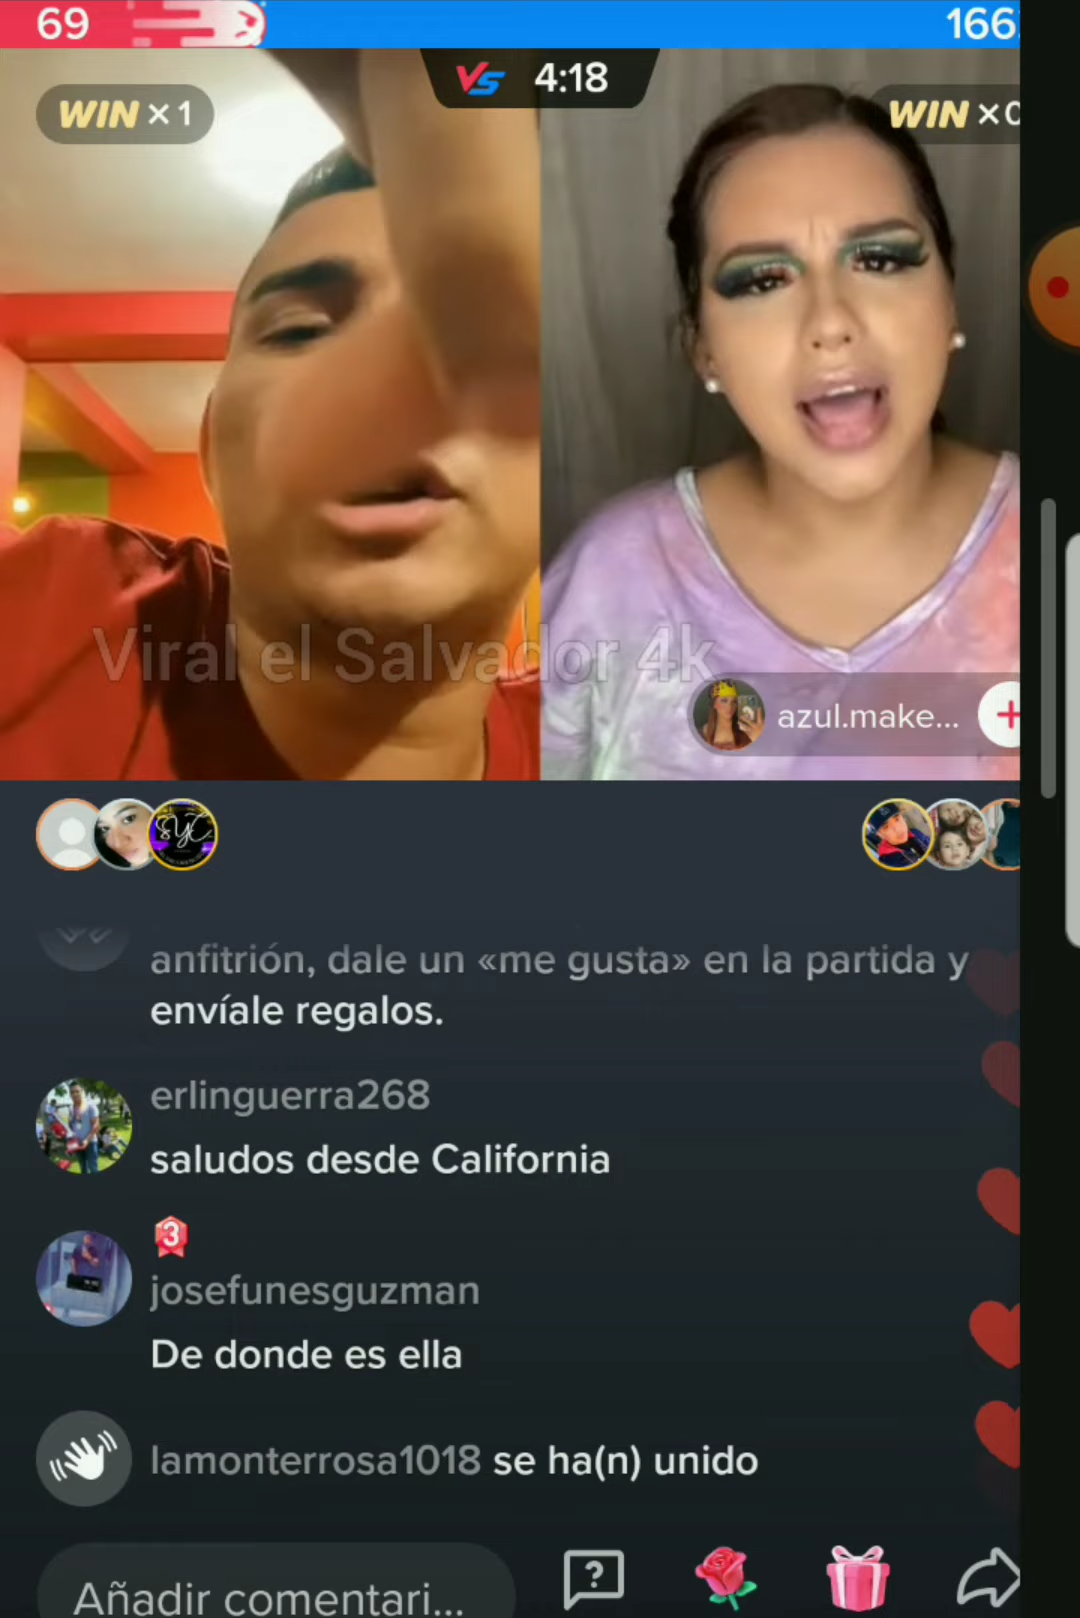 69
166
VS 4:18
WIN ×1
WIN ×0
Viral el Salvador 4k
azul.make...
SYC
anfitrión, dale un «me gusta» en la partida y
envíale regalos.
erlinguerra268
saludos desde California
3
josefunesguzman
De donde es ella
lamonterrosa1018 se ha(n) unido
Añadir comentari...
?